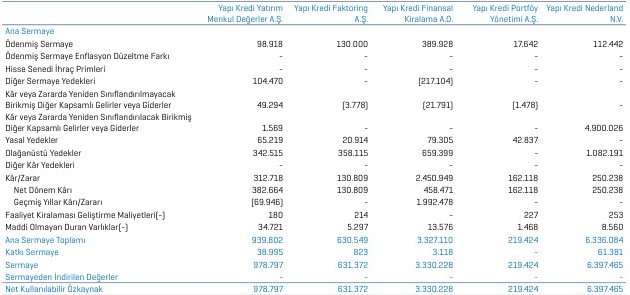 Yapı Kredi Yatırım Yapı Kredi Faktoring Yapı Kredi Finansal Yapı Kredi Portföy Yapı Kredi Nederland
Menkul Değerler A.Ş. A.Ş. Kiralama A.O. Yönetimi A.Ş. N.V.
Ana Sermaye
Ödenmiş Sermaye 98.918 130.000 389.928 17.642 112.442
Ödenmiş Sermaye Enflasyon Düzeltme Farkı - - - - -
Hisse Senedi İhraç Primleri - - - - -
Diğer Sermaye Yedekleri 104.470 - (217.104) - -
Kâr veya Zararda Yeniden Sınıflandırılmayacak
Birikmiş Diğer Kapsamlı Gelirler veya Giderler 49.294 (3.778) (21.791) (1.478) -
Kâr veya Zararda Yeniden Sınıflandırılacak Birikmiş
Diğer Kapsamlı Gelirler veya Giderler 1.569 - - - 4.900.026
Yasal Yedekler 65.219 20.914 79.305 42.837 -
Olağanüstü Yedekler 342.515 358.115 659.399 - 1.082.191
Diğer Kâr Yedekleri - - - - -
Kâr/Zarar 312.718 130.809 2.450.949 162.118 250.238
Net Dönem Kârı 382.664 130.809 458.471 162.118 250.238
Geçmiş Yıllar Kârı/Zararı (69.946) - 1.992.478 - -
Faaliyet Kiralaması Geliştirme Maliyetleri(-) 180 214 - 227 253
Maddi Olmayan Duran Varlıklar(-) 34.721 5.297 13.576 1.468 8.560
Ana Sermaye Toplamı 939.802 630.549 3.327.110 219.424 6.336.084
Katkı Sermaye 38.995 823 3.118 - 61.381
Sermaye 978.797 631.372 3.330.228 219.424 6.397.465
Sermayeden İndirilen Değerler - - - - -
Net Kullanılabilir Özkaynak 978.797 631.372 3.330.228 219.424 6.397.465